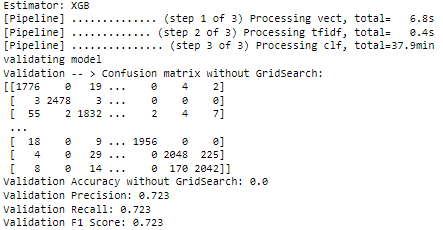 Estimator: XGB
[Pipeline] .............. (step 1 of 3) Processing vect, total=   6.8s
[Pipeline] ............. (step 2 of 3) Processing tfidf, total=   0.4s
[Pipeline] ............... (step 3 of 3) Processing clf, total=37.9min
validating model
Validation -- > Confusion matrix without GridSearch:
[[1776    0   19 ...    0    4    2]
 [   3 2478    3 ...    0    0    0]
 [  55    2 1832 ...    2    4    7]
 ...
 [  18    0    9 ... 1956    0    0]
 [   4    0   29 ...    0 2048  225]
 [   8    0   14 ...    0  170 2042]]
Validation Accuracy without GridSearch: 0.0
Validation Precision: 0.723
Validation Recall: 0.723
Validation F1 Score: 0.723